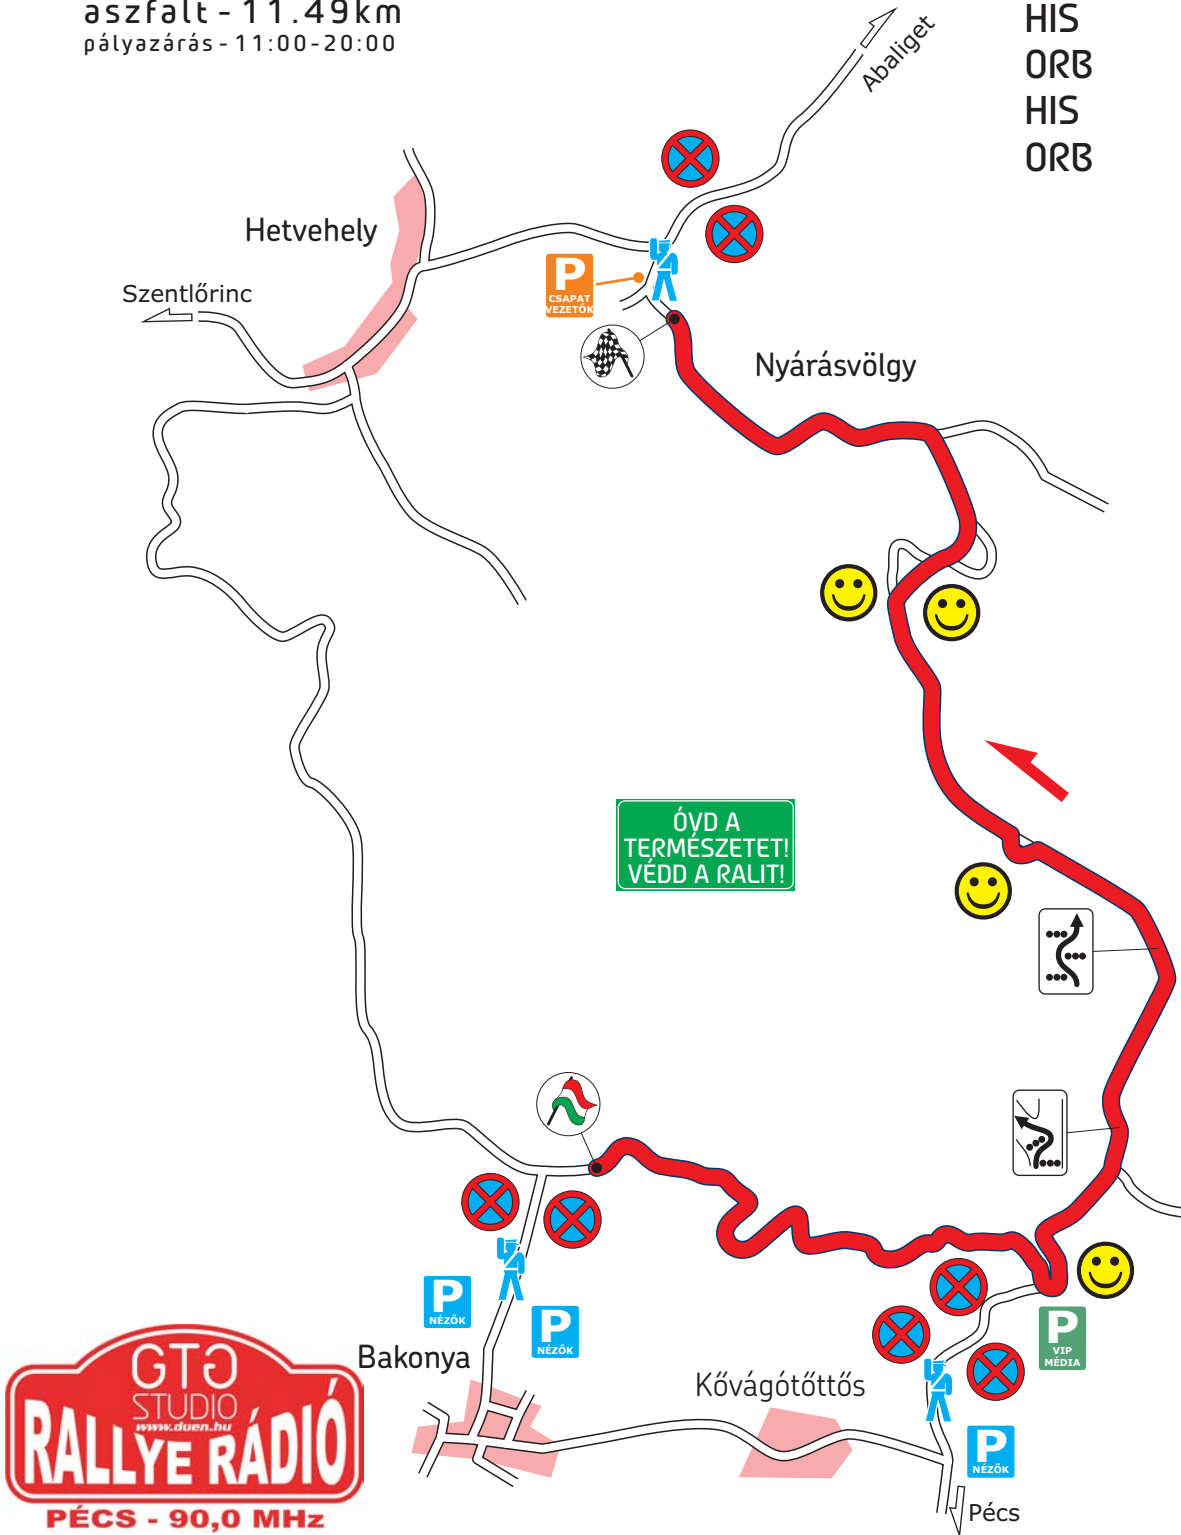 aszfalt - 11.49km
pályazárás - 11:00-20:00
HIS
ORB
HIS
ORB
Abaliget
Hetvehely
Szentlőrinc
P
CSAPAT
VEZETŐK
Nyárásvölgy
ÓVD A
TERMÉSZETET!
VÉDD A RALIT!
P
NÉZŐK
P
NÉZŐK
P
VIP
MÉDIA
Bakonya
Kővágótőttős
P
NÉZŐK
Pécs
GTG
STUDIO
www.duen.hu
RALLYE RÁDIÓ
PÉCS - 90,0 MHz